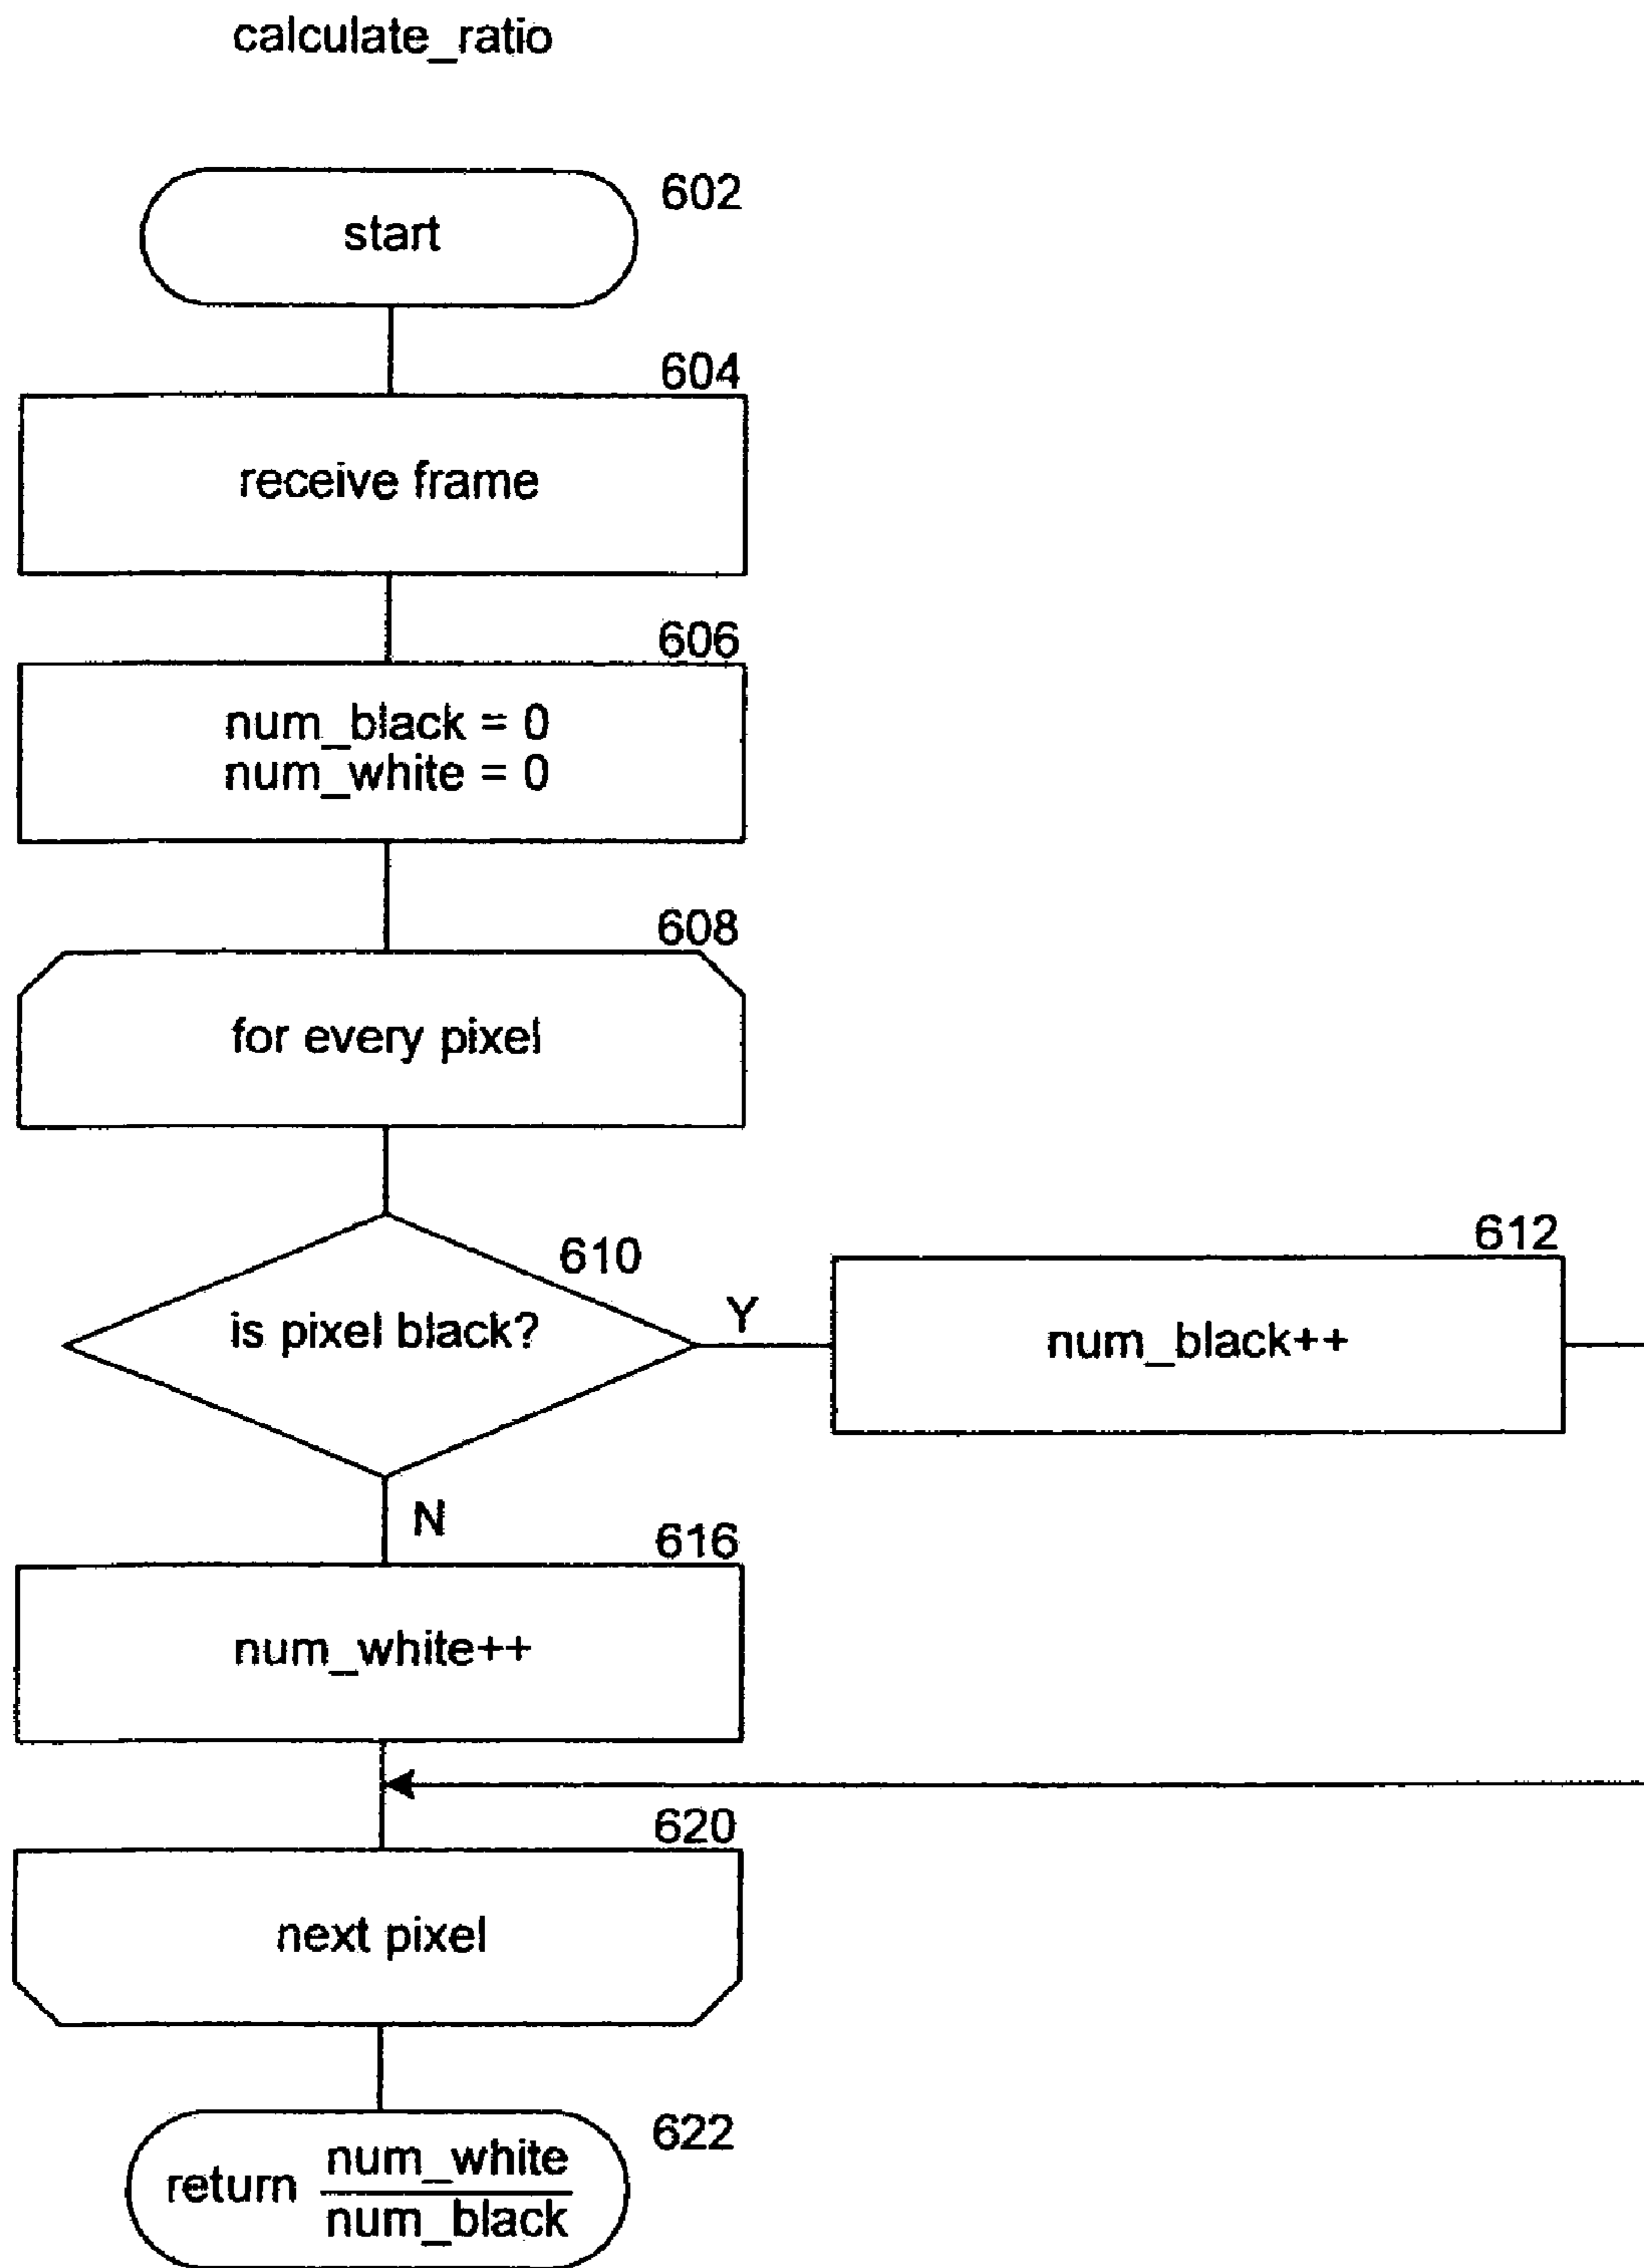 calculate_ratio
602
start
604
receive frame
606
num_black = 0
num_white = 0
608
for every pixel
610
is pixel black?
Y
612
num_black++
N
616
num_white++
620
next pixel
622
return num_white
num_black